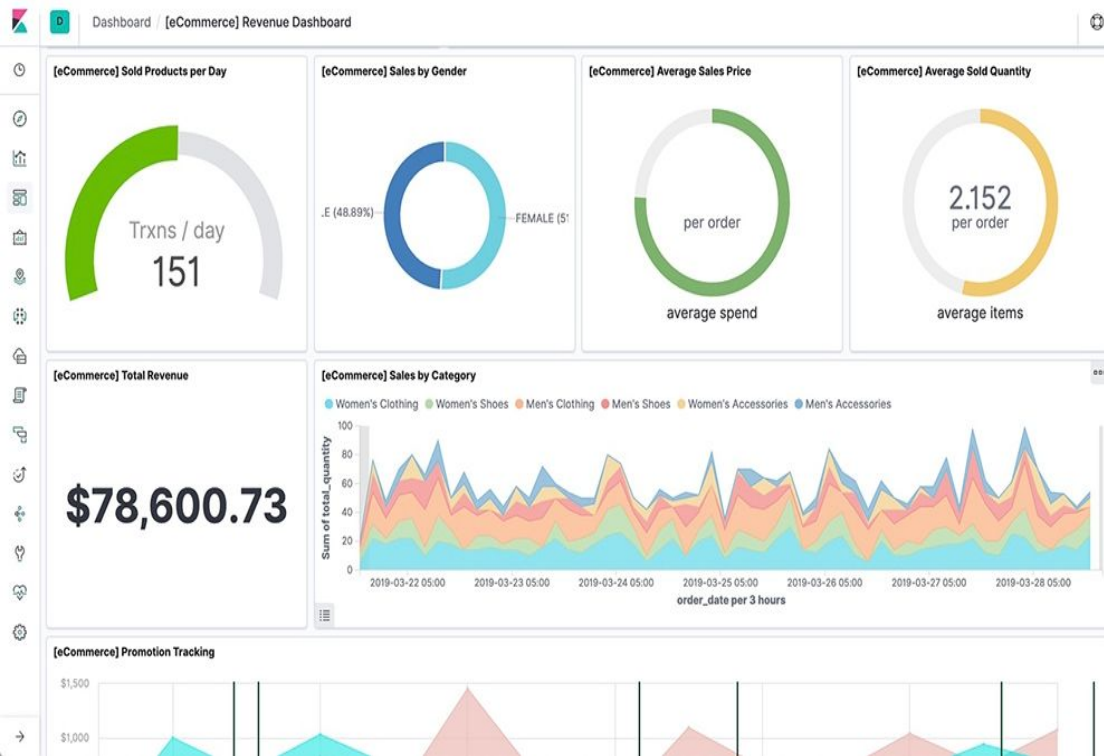 D Dashboard / [eCommerce] Revenue Dashboard
[eCommerce] Sold Products per Day
Trxns / day
151
[eCommerce] Sales by Gender
.E (48.89%)
FEMALE (5
[eCommerce] Average Sales Price
per order
average spend
[eCommerce] Average Sold Quantity
2.152
per order
average items
[eCommerce] Total Revenue
$78,600.73
[eCommerce] Sales by Category
Women's Clothing Women's Shoes Men's Clothing Men's Shoes Women's Accessories Men's Accessories
Sum of total_quantity
100
80
60
40
20
0
2019-03-22 05:00 2019-03-23 05:00 2019-03-24 05:00 2019-03-25 05:00 2019-03-26 05:00 2019-03-27 05:00 2019-03-28 05:00
order_date per 3 hours
[eCommerce] Promotion Tracking
$1,500
$1,000